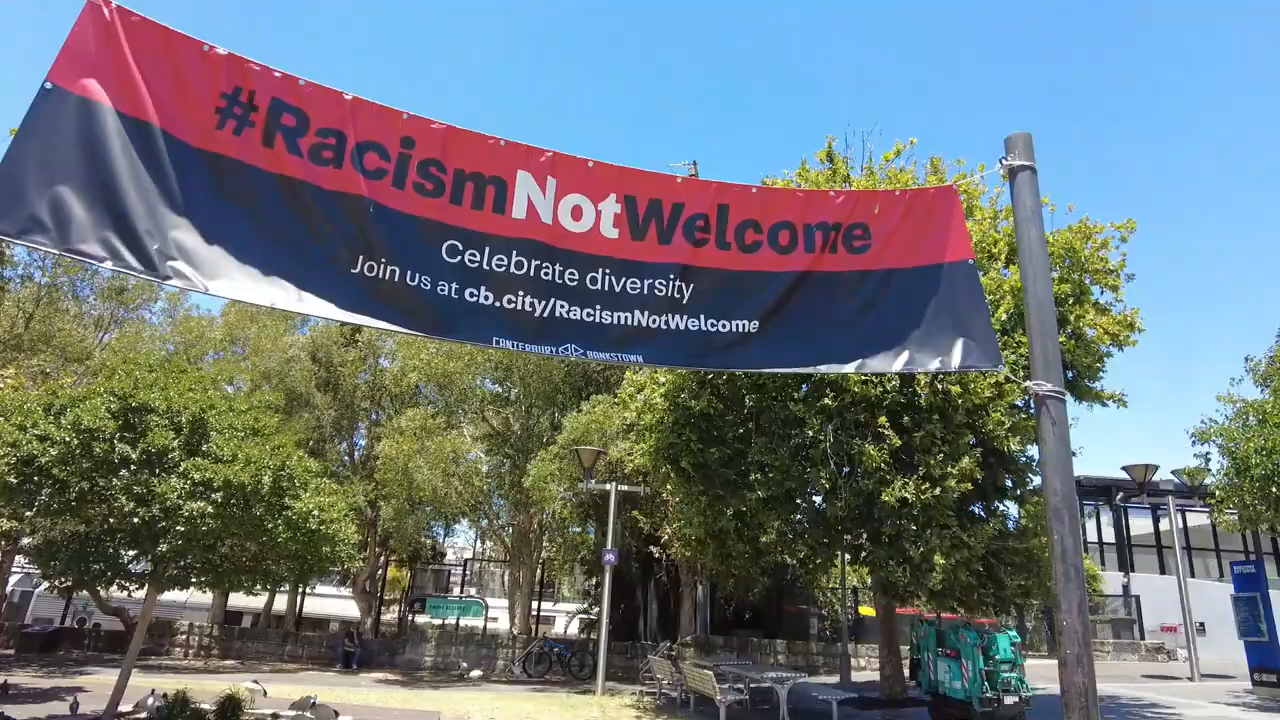 #RacismNotWelcome
Celebrate diversity
Join us at cb.city/RacismNotWelcome
CANTERBURY BANKSTOWN